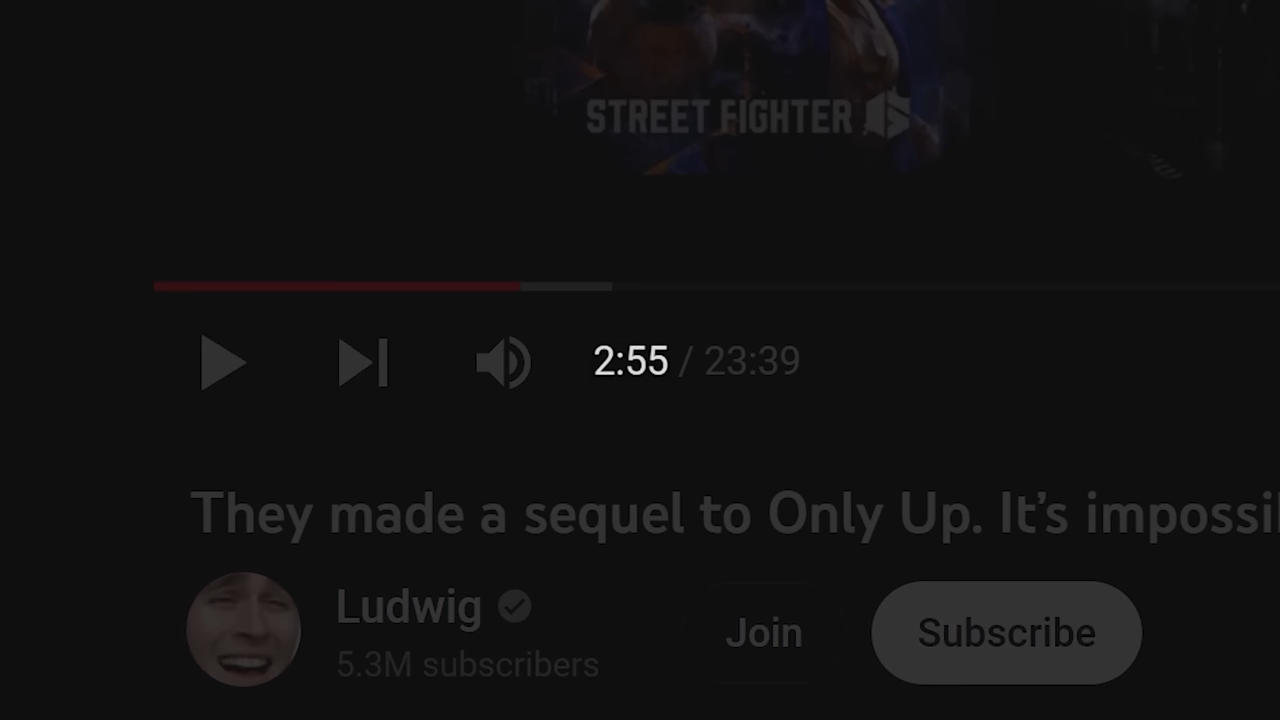 STREET FIGHTER 6
2:55 / 23:39
They made a sequel to Only Up. It's
Ludwig
5.3M subscribers
Join
Subscribe